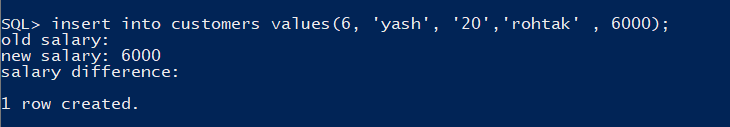 SQL> insert into customers values(6, 'yash', '20','rohtak' , 6000);
old salary:
new salary: 6000
salary difference:
1 row created.